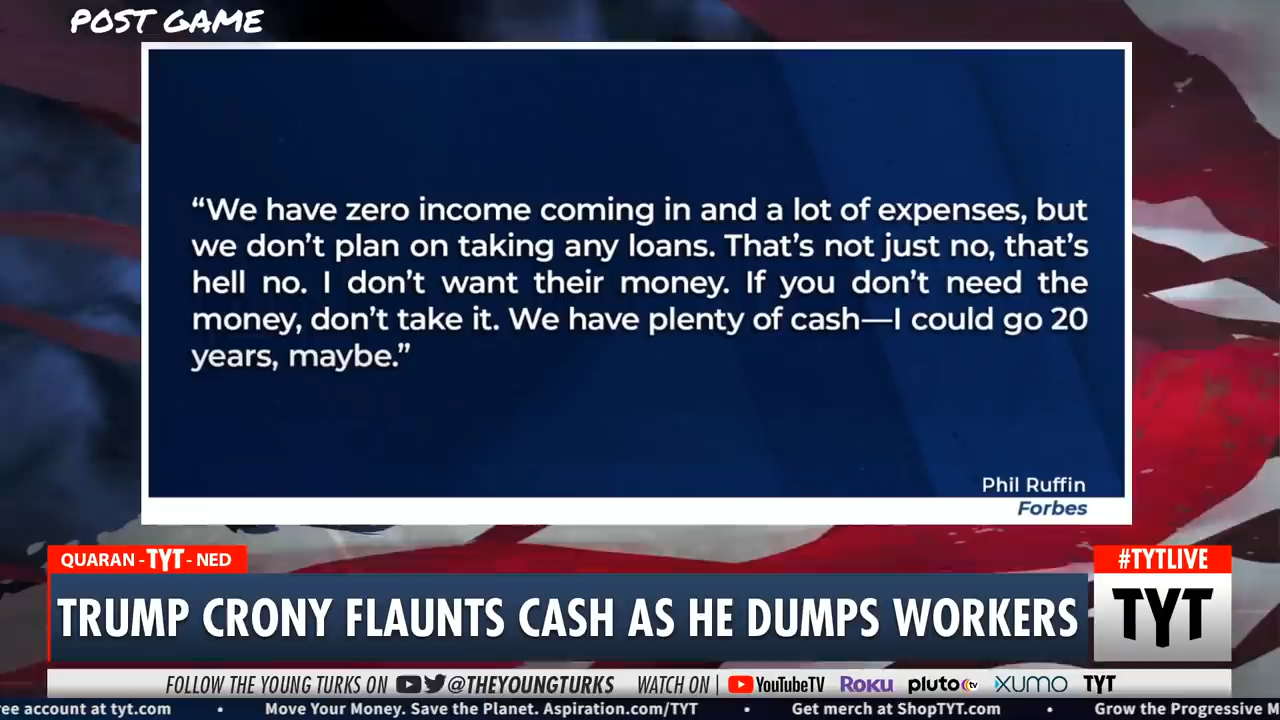 POST GAME
“We have zero income coming in and a lot of expenses, but
we don’t plan on taking any loans. That’s not just no, that’s
hell no. I don’t want their money. If you don’t need the
money, don’t take it. We have plenty of cash—I could go 20
years, maybe.”
Phil Ruffin
Forbes
QUARAN - TYT - NED
#TYTLIVE
TRUMP CRONY FLAUNTS CASH AS HE DUMPS WORKERS
TYT
FOLLOW THE YOUNG TURKS ON @THEYOUNGTURKS WATCH ON | YouTubeTV ROKU pluto tv XUMO TYT
ree account at tyt.com • Move Your Money. Save the Planet. Aspiration.com/TYT • Get merch at ShopTYT.com • Grow the Progressive M